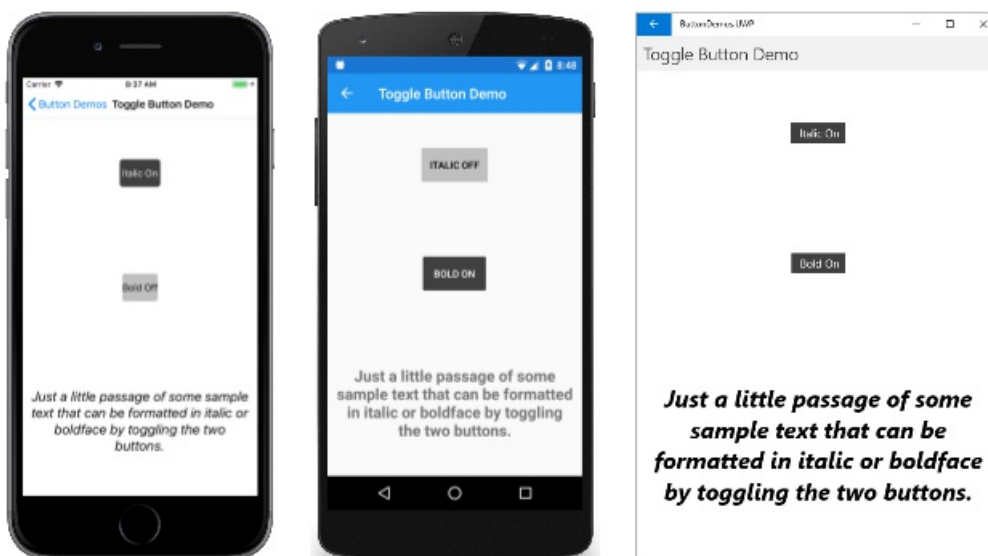 Carrier 8:37 AM
Button Demos Toggle Button Demo
Italic On
Bold Off
Just a little passage of some sample
text that can be formatted in italic or
boldface by toggling the two
buttons.
8:48
Toggle Button Demo
ITALIC OFF
BOLD ON
Just a little passage of some
sample text that can be formatted
in italic or boldface by toggling
the two buttons.
ButtonDemos.UWP
Toggle Button Demo
Italic On
Bold On
Just a little passage of some
sample text that can be
formatted in italic or boldface
by toggling the two buttons.